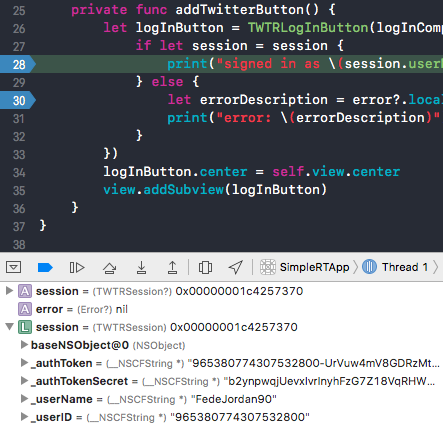 25 private func addTwitterButton() {
26 let logInButton = TWTRLogInButton(logInComp
27 if let session = session {
28 print("signed in as \(session.user
29 } else {
30 let errorDescription = error?.loca
31 print("error: \(errorDescription)"
32 }
33 })
34 logInButton.center = self.view.center
35 view.addSubview(logInButton)
36 }
37 }
38
SimpleRTApp Thread 1
A session = (TWTRSession?) 0x00000001c4257370
A error = (Error?) nil
L session = (TWTRSession) 0x00000001c4257370
baseNSObject@0 (NSObject)
_authToken = (__NSCFString *) "965380774307532800-UrVuw4mV8GDRzMt...
_authTokenSecret = (__NSCFString *) "b2ynpwqjUevxIvrlnyhFzG7Z18VqRHW...
_userName = (__NSCFString *) "FedeJordan90"
_userID = (__NSCFString *) "965380774307532800"